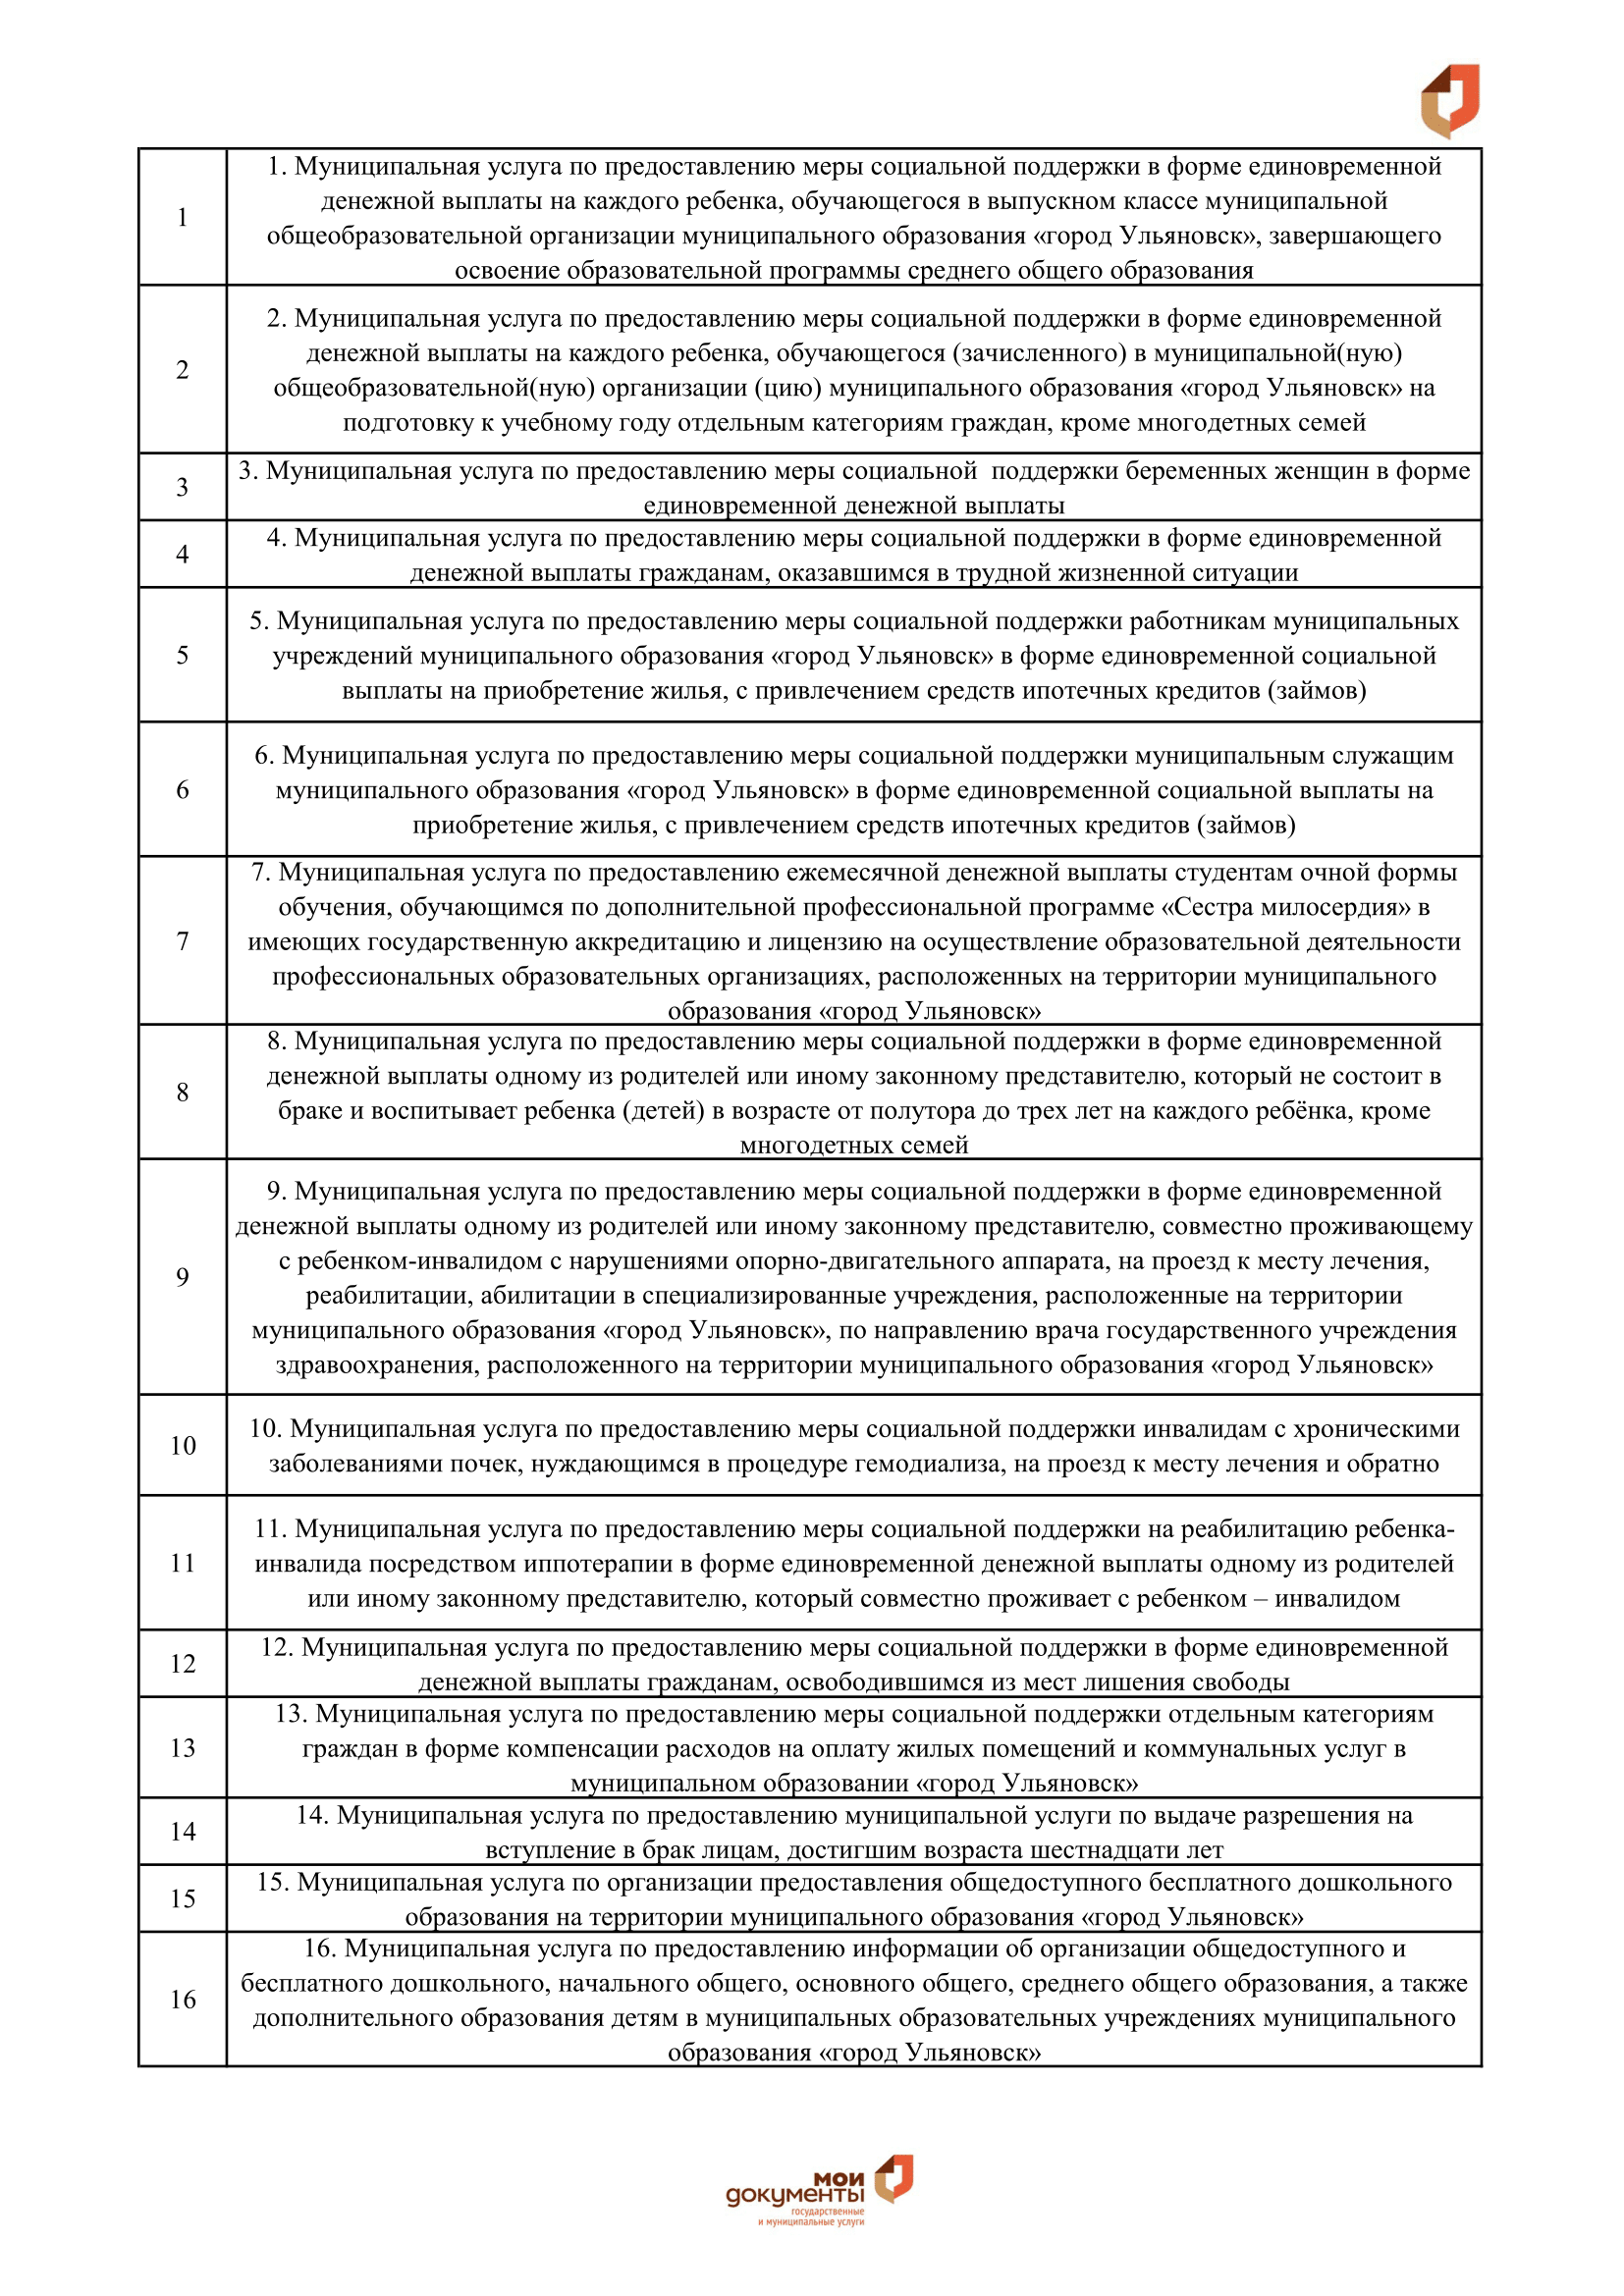 1
1. Муниципальная услуга по предоставлению меры социальной поддержки в форме единовременной
денежной выплаты на каждого ребенка, обучающегося в выпускном классе муниципальной
общеобразовательной организации муниципального образования «город Ульяновск», завершающего
освоение образовательной программы среднего общего образования
2
2. Муниципальная услуга по предоставлению меры социальной поддержки в форме единовременной
денежной выплаты на каждого ребенка, обучающегося (зачисленного) в муниципальной(ную)
общеобразовательной(ную) организации (цию) муниципального образования «город Ульяновск» на
подготовку к учебному году отдельным категориям граждан, кроме многодетных семей
3
3. Муниципальная услуга по предоставлению меры социальной  поддержки беременных женщин в форме
единовременной денежной выплаты
4
4. Муниципальная услуга по предоставлению меры социальной поддержки в форме единовременной
денежной выплаты гражданам, оказавшимся в трудной жизненной ситуации
5
5. Муниципальная услуга по предоставлению меры социальной поддержки работникам муниципальных
учреждений муниципального образования «город Ульяновск» в форме единовременной социальной
выплаты на приобретение жилья, с привлечением средств ипотечных кредитов (займов)
6
6. Муниципальная услуга по предоставлению меры социальной поддержки муниципальным служащим
муниципального образования «город Ульяновск» в форме единовременной социальной выплаты на
приобретение жилья, с привлечением средств ипотечных кредитов (займов)
7
7. Муниципальная услуга по предоставлению ежемесячной денежной выплаты студентам очной формы
обучения, обучающимся по дополнительной профессиональной программе «Сестра милосердия» в
имеющих государственную аккредитацию и лицензию на осуществление образовательной деятельности
профессиональных образовательных организациях, расположенных на территории муниципального
образования «город Ульяновск»
8
8. Муниципальная услуга по предоставлению меры социальной поддержки в форме единовременной
денежной выплаты одному из родителей или иному законному представителю, который не состоит в
браке и воспитывает ребенка (детей) в возрасте от полутора до трех лет на каждого ребёнка, кроме
многодетных семей
9
9. Муниципальная услуга по предоставлению меры социальной поддержки в форме единовременной
денежной выплаты одному из родителей или иному законному представителю, совместно проживающему
с ребенком-инвалидом с нарушениями опорно-двигательного аппарата, на проезд к месту лечения,
реабилитации, абилитации в специализированные учреждения, расположенные на территории
муниципального образования «город Ульяновск», по направлению врача государственного учреждения
здравоохранения, расположенного на территории муниципального образования «город Ульяновск»
10
10. Муниципальная услуга по предоставлению меры социальной поддержки инвалидам с хроническими
заболеваниями почек, нуждающимся в процедуре гемодиализа, на проезд к месту лечения и обратно
11
11. Муниципальная услуга по предоставлению меры социальной поддержки на реабилитацию ребенка-
инвалида посредством иппотерапии в форме единовременной денежной выплаты одному из родителей
или иному законному представителю, который совместно проживает с ребенком – инвалидом
12
12. Муниципальная услуга по предоставлению меры социальной поддержки в форме единовременной
денежной выплаты гражданам, освободившимся из мест лишения свободы
13
13. Муниципальная услуга по предоставлению меры социальной поддержки отдельным категориям
граждан в форме компенсации расходов на оплату жилых помещений и коммунальных услуг в
муниципальном образовании «город Ульяновск»
14
14. Муниципальная услуга по предоставлению муниципальной услуги по выдаче разрешения на
вступление в брак лицам, достигшим возраста шестнадцати лет
15
15. Муниципальная услуга по организации предоставления общедоступного бесплатного дошкольного
образования на территории муниципального образования «город Ульяновск»
16
16. Муниципальная услуга по предоставлению информации об организации общедоступного и
бесплатного дошкольного, начального общего, основного общего, среднего общего образования, а также
дополнительного образования детям в муниципальных образовательных учреждениях муниципального
образования «город Ульяновск»
мои
документы
государственные
и муниципальные услуги